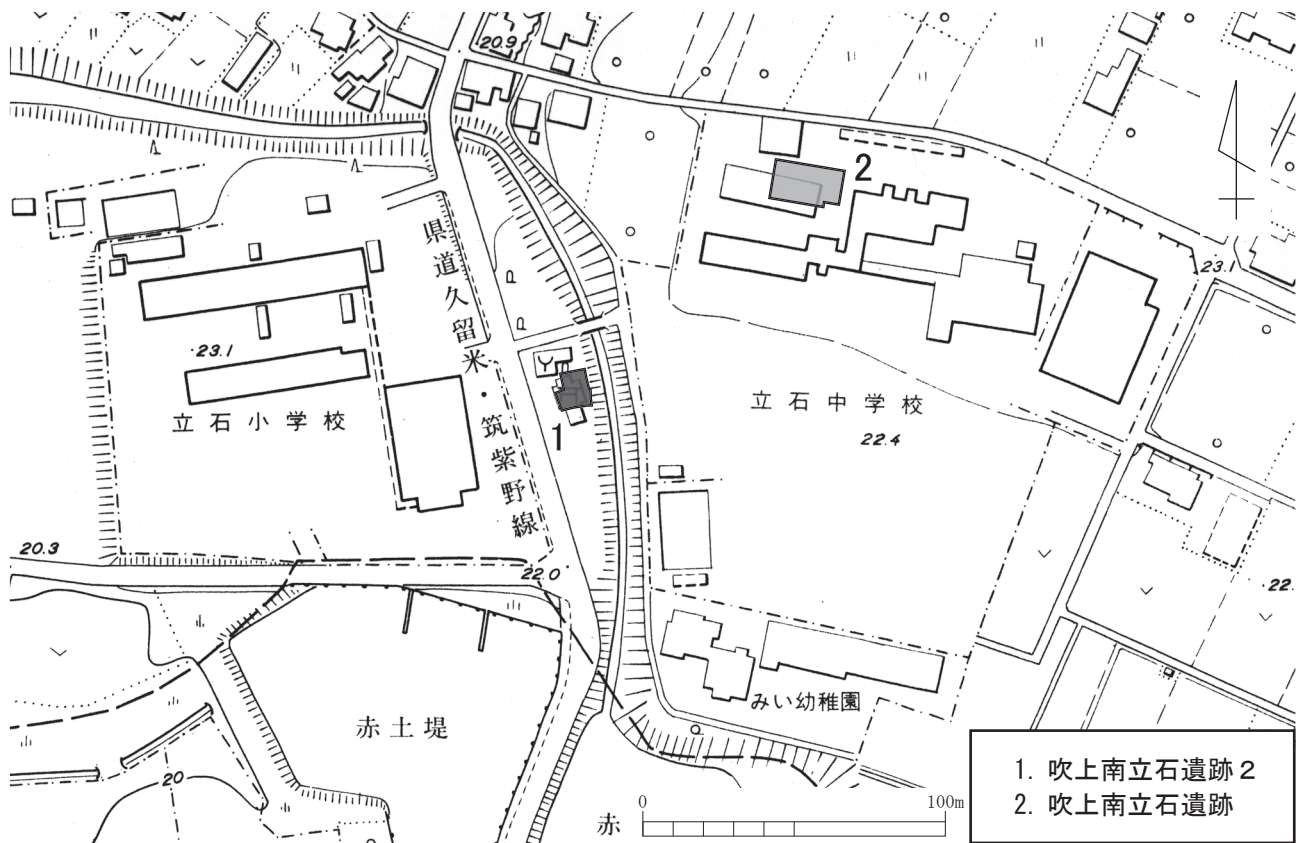 20.9
2
23.1
県道久留米・筑紫野線
23.1
立石小学校
1
立石中学校
22.4
20.3
22.0
22.
みい幼稚園
赤土堤
20
赤
0 100m
1. 吹上南立石遺跡2
2. 吹上南立石遺跡